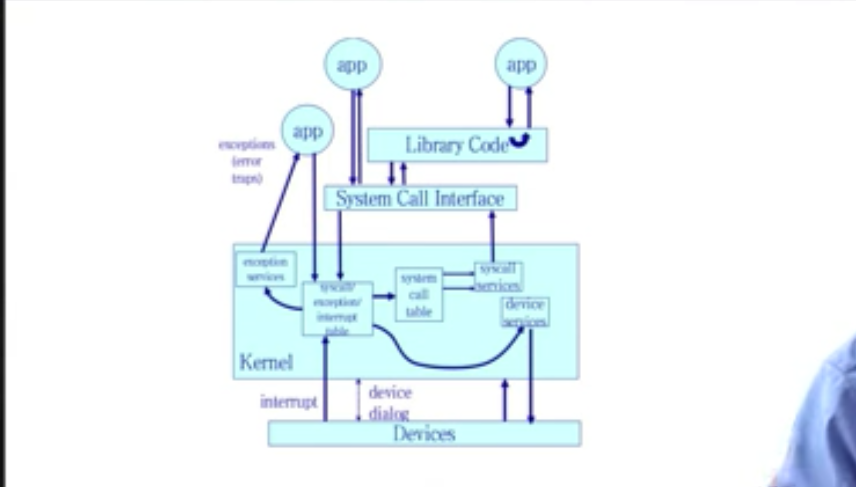 app
app
app
exceptions
(error
traps)
Library Code
System Call Interface
exception
services
syscall/
exception/
interrupt
table
system
call
table
syscall
services
device
services
Kernel
interrupt
device
dialog
Devices